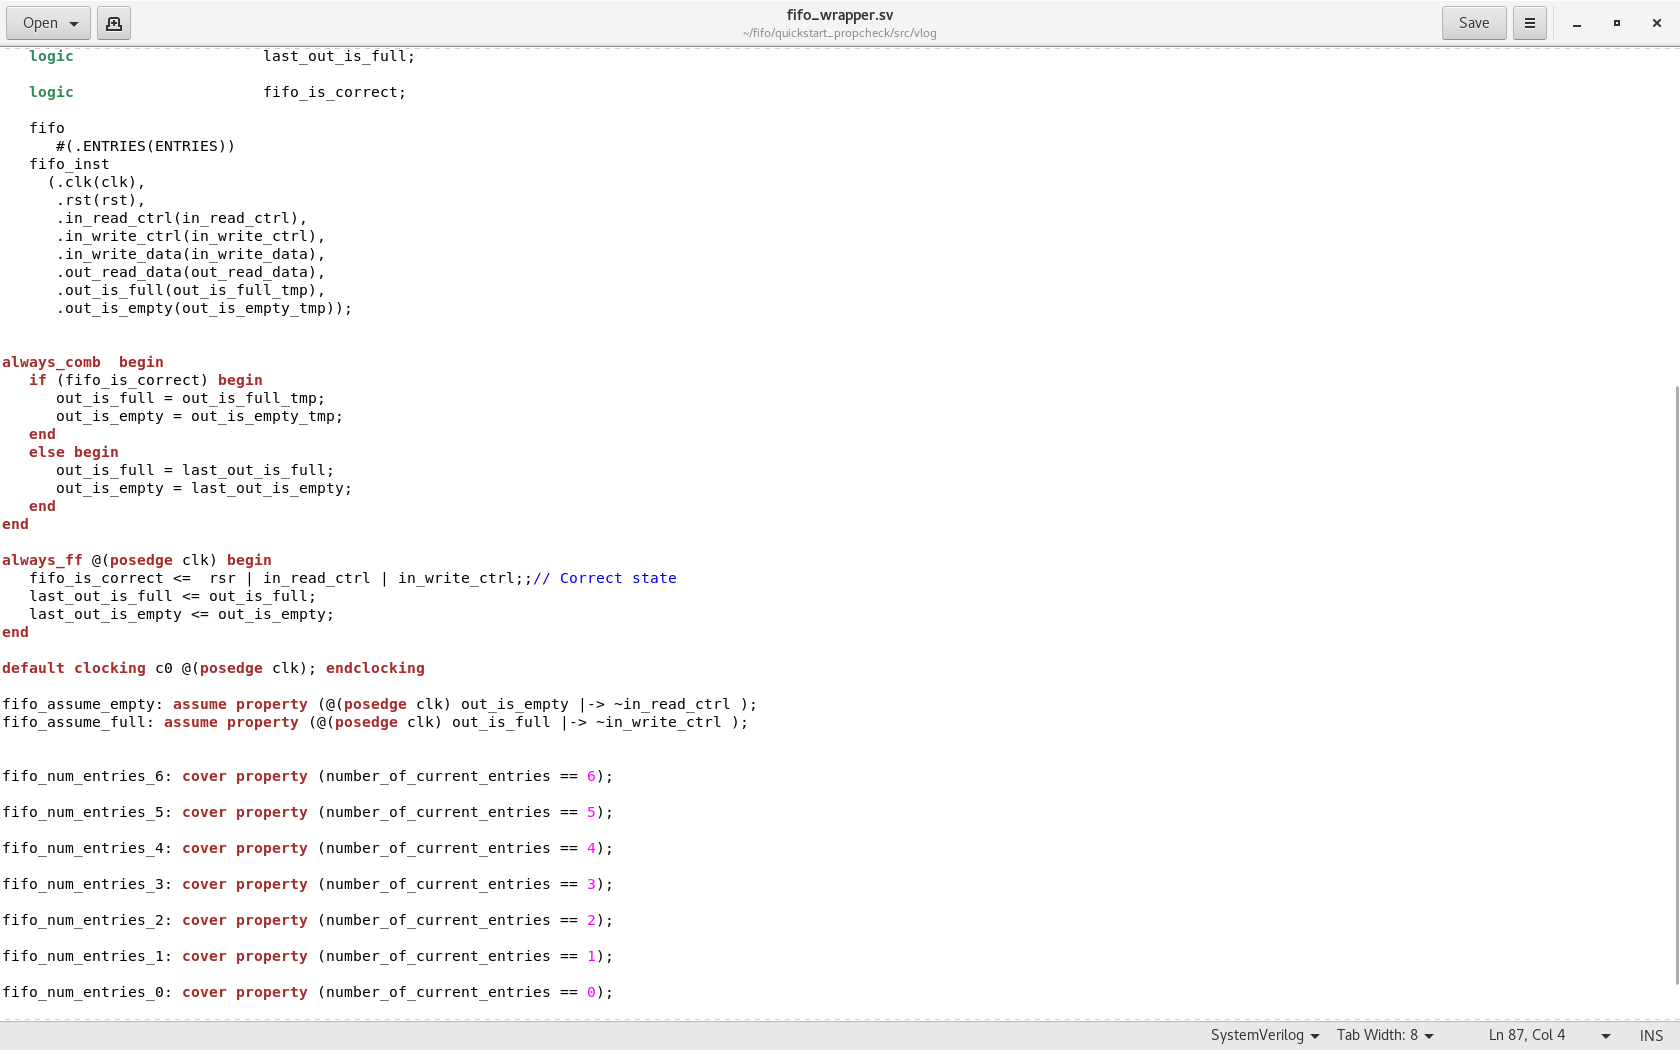 Open
fifo_wrapper.sv
~/fifo/quickstart_propcheck/src/vlog
Save
logic last_out_is_full;
logic fifo_is_correct;
fifo
#(.ENTRIES(ENTRIES))
fifo_inst
(.clk(clk),
.rst(rst),
.in_read_ctrl(in_read_ctrl),
.in_write_ctrl(in_write_ctrl),
.in_write_data(in_write_data),
.out_read_data(out_read_data),
.out_is_full(out_is_full_tmp),
.out_is_empty(out_is_empty_tmp));
always_comb  begin
if (fifo_is_correct) begin
out_is_full = out_is_full_tmp;
out_is_empty = out_is_empty_tmp;
end
else begin
out_is_full = last_out_is_full;
out_is_empty = last_out_is_empty;
end
end
always_ff @(posedge clk) begin
fifo_is_correct <=  rsr | in_read_ctrl | in_write_ctrl;;// Correct state
last_out_is_full <= out_is_full;
last_out_is_empty <= out_is_empty;
end
default clocking c0 @(posedge clk); endclocking
fifo_assume_empty: assume property (@(posedge clk) out_is_empty |-> ~in_read_ctrl );
fifo_assume_full: assume property (@(posedge clk) out_is_full |-> ~in_write_ctrl );
fifo_num_entries_6: cover property (number_of_current_entries == 6);
fifo_num_entries_5: cover property (number_of_current_entries == 5);
fifo_num_entries_4: cover property (number_of_current_entries == 4);
fifo_num_entries_3: cover property (number_of_current_entries == 3);
fifo_num_entries_2: cover property (number_of_current_entries == 2);
fifo_num_entries_1: cover property (number_of_current_entries == 1);
fifo_num_entries_0: cover property (number_of_current_entries == 0);
SystemVerilog Tab Width: 8 Ln 87, Col 4 INS